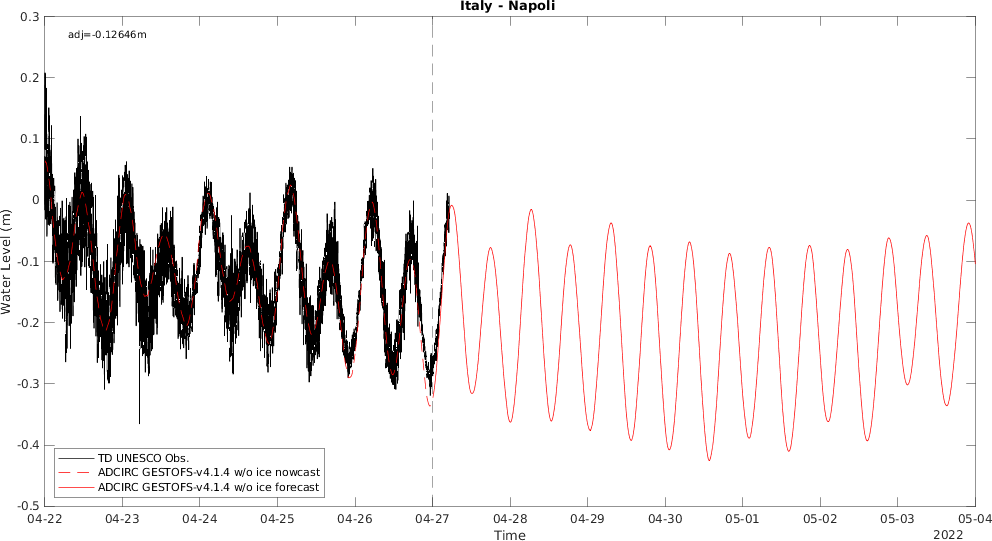 Italy - Napoli
adj=-0.12646m
0.3
0.2
0.1
0
-0.1
-0.2
-0.3
-0.4
-0.5
Water Level (m)
TD UNESCO Obs.
ADCIRC GESTOFS-v4.1.4 w/o ice nowcast
ADCIRC GESTOFS-v4.1.4 w/o ice forecast
04-22 04-23 04-24 04-25 04-26 04-27 04-28 04-29 04-30 05-01 05-02 05-03 05-04
Time
2022